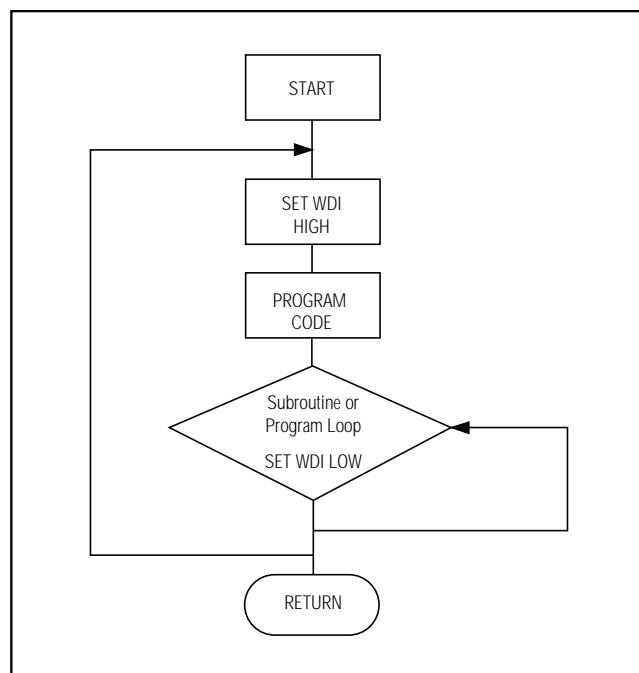 START
SET WDI
HIGH
PROGRAM
CODE
Subroutine or
Program Loop
SET WDI LOW
RETURN